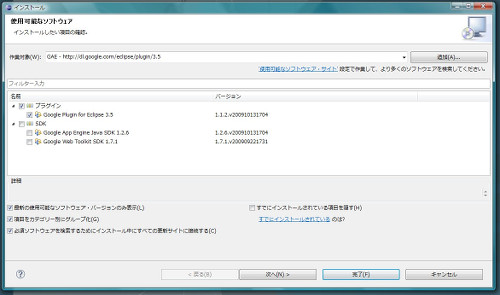 インストール
使用可能なソフトウェア
インストールしたい項目の確認。
作業対象(W): GAE - http://dl.google.com/eclipse/plugin/3.5 追加(A)...
'使用可能なソフトウェア・サイト' 設定で作業して、より多くのソフトウェアを検索してください。
フィルター入力
名前 バージョン
プラグイン
Google Plugin for Eclipse 3.5 1.1.2.v200910131704
SDK
Google App Engine Java SDK 1.2.6 1.2.6.v200910131704
Google Web Toolkit SDK 1.7.1 1.7.1.v200909221731
詳細
最新の使用可能なソフトウェア・バージョンのみ表示(L) すでにインストールされている項目を隠す(H)
項目をカテゴリー別にグループ化(G) すでにインストールされている のは?
必須ソフトウェアを検索するためにインストール中にすべての更新サイトに接続する(C)
< 戻る(B) 次へ(N) > 完了(F) キャンセル